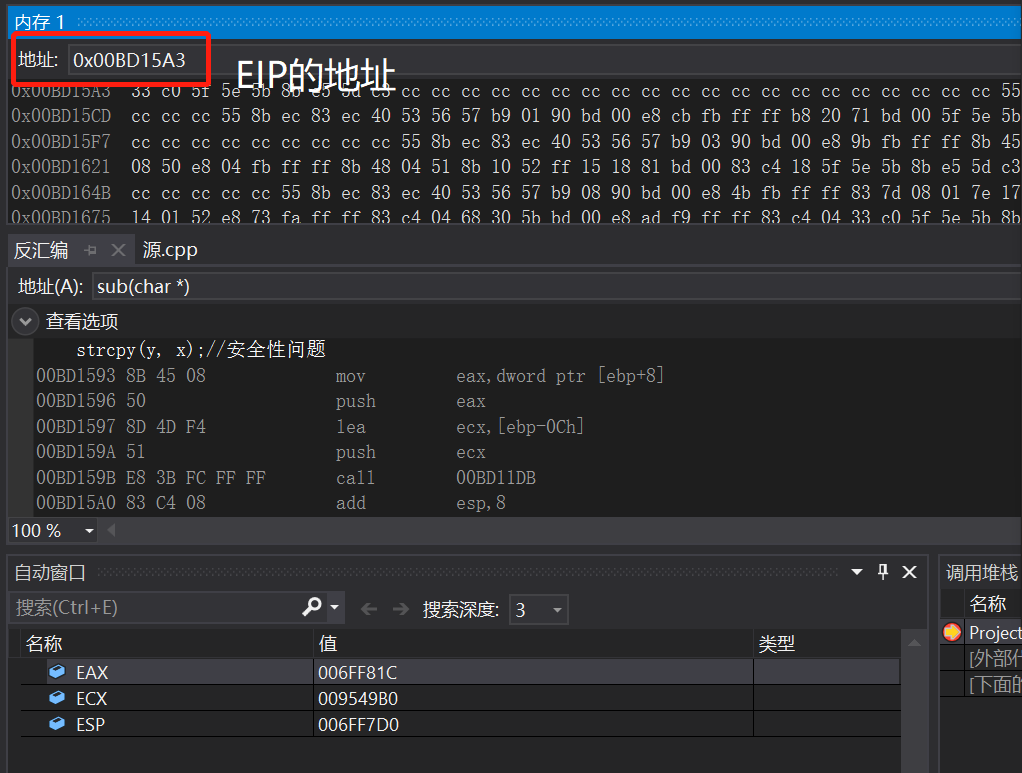 内存 1
地址: 0x00BD15A3
EIP的地址
0x00BD15A3 33 c0 5f 5e 5b 8b e5 5d c3 cc cc cc cc cc cc cc cc cc cc cc cc cc cc cc cc cc cc cc cc 55
0x00BD15CD cc cc cc 55 8b ec 83 ec 40 53 56 57 b9 01 90 bd 00 e8 cb fb ff ff b8 20 71 bd 00 5f 5e 5b
0x00BD15F7 cc cc cc cc cc cc cc cc cc 55 8b ec 83 ec 40 53 56 57 b9 03 90 bd 00 e8 9b fb ff ff 8b 45
0x00BD1621 08 50 e8 04 fb ff ff 8b 48 04 51 8b 10 52 ff 15 18 81 bd 00 83 c4 18 5f 5e 5b 8b e5 5d c3
0x00BD164B cc cc cc cc cc 55 8b ec 83 ec 40 53 56 57 b9 08 90 bd 00 e8 4b fb ff ff 83 7d 08 01 7e 17
0x00BD1675 14 01 52 e8 73 fa ff ff 83 c4 04 68 30 5b bd 00 e8 ad f9 ff ff 83 c4 04 33 c0 5f 5e 5b 8b
反汇编 源.cpp
地址(A): sub(char *)
查看选项
strcpy(y, x);//安全性问题
00BD1593 8B 45 08 mov eax,dword ptr [ebp+8]
00BD1596 50 push eax
00BD1597 8D 4D F4 lea ecx,[ebp-0Ch]
00BD159A 51 push ecx
00BD159B E8 3B FC FF FF call 00BD11DB
00BD15A0 83 C4 08 add esp,8
100 %
自动窗口
搜索(Ctrl+E) 搜索深度: 3
名称 值 类型
EAX 006FF81C
ECX 009549B0
ESP 006FF7D0
调用堆栈
名称
Project
[外部
[下面的